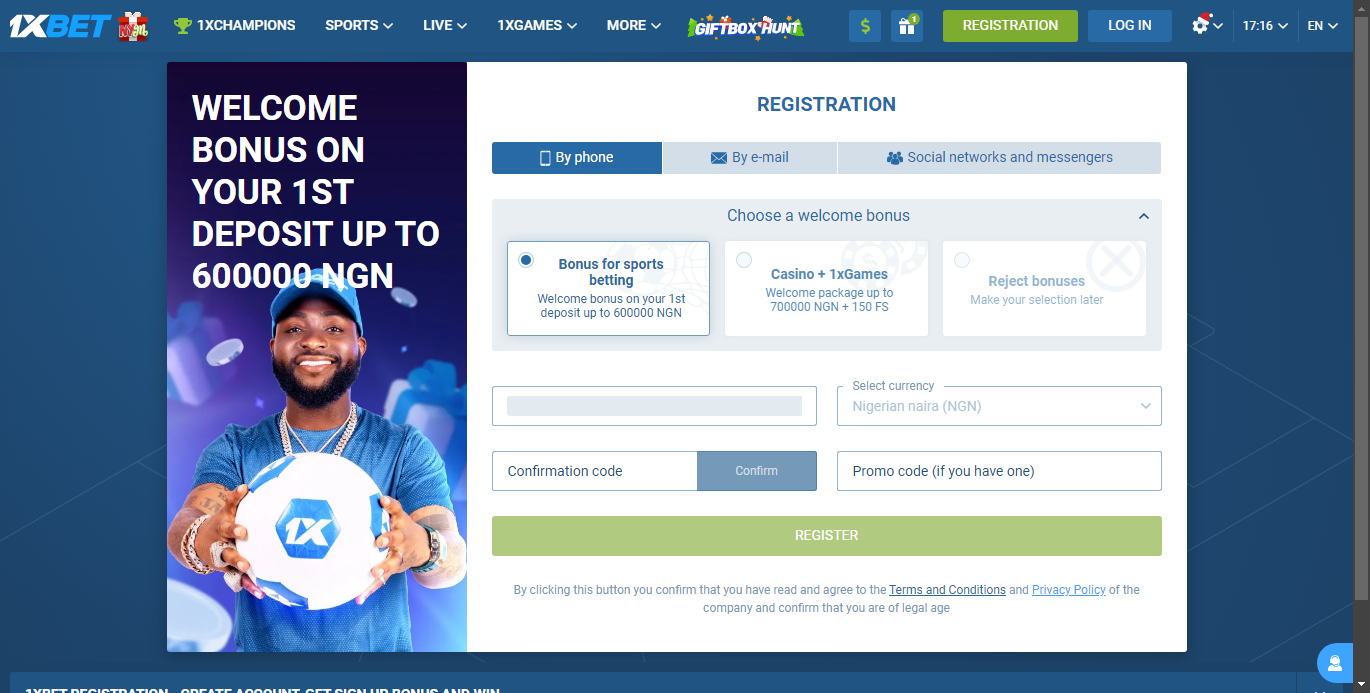 1XBET
1XCHAMPIONS
SPORTS
LIVE
1XGAMES
MORE
GIFTBOX HUNT
$
1
REGISTRATION
LOG IN
17:16
EN
WELCOME
BONUS ON
YOUR 1ST
DEPOSIT UP TO
600000 NGN
1X
REGISTRATION
By phone
By e-mail
Social networks and messengers
Choose a welcome bonus
Bonus for sports
betting
Welcome bonus on your 1st
deposit up to 600000 NGN
Casino + 1xGames
Welcome package up to
700000 NGN + 150 FS
Reject bonuses
Make your selection later
Select currency
Nigerian naira (NGN)
Confirmation code
Confirm
Promo code (if you have one)
REGISTER
By clicking this button you confirm that you have read and agree to the Terms and Conditions and Privacy Policy of the
company and confirm that you are of legal age
1XBET REGISTRATION - CREATE ACCOUNT, GET SIGN UP BONUS AND WIN